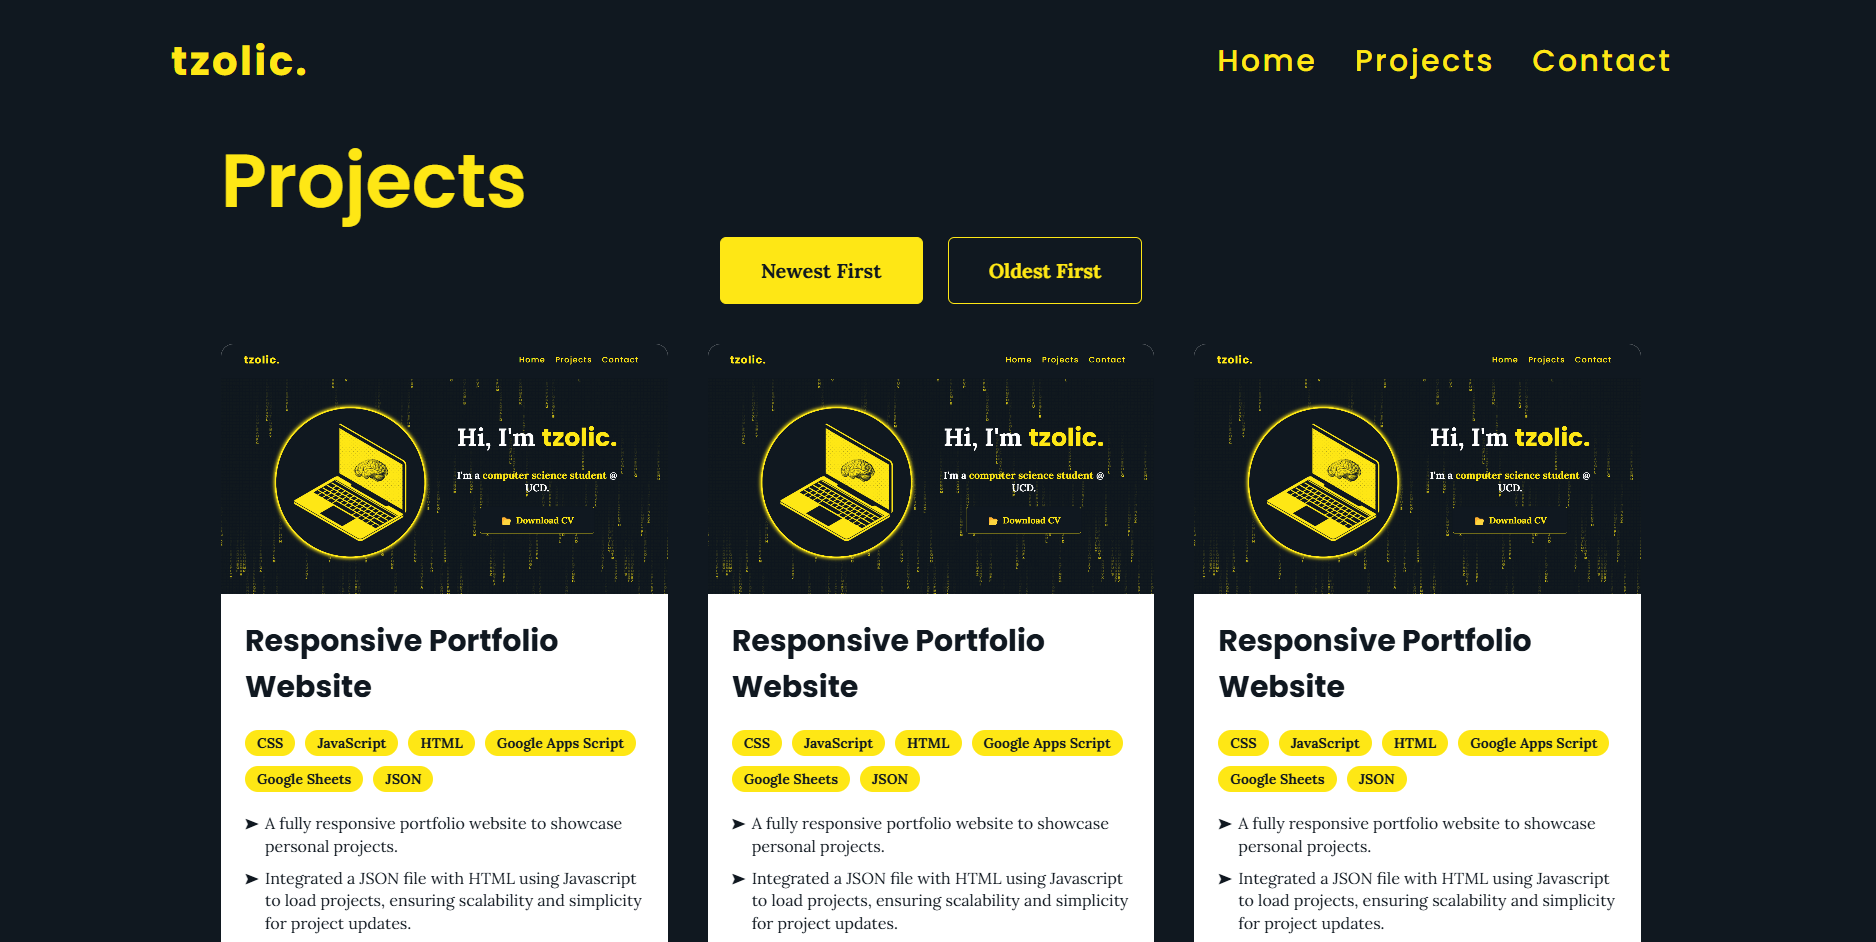 tzolic.
Home Projects Contact
Projects
Newest First
Oldest First
tzolic.
Home Projects Contact
Hi, I'm tzolic.
I'm a computer science student @
UCD.
Download CV
Responsive Portfolio
Website
CSS JavaScript HTML Google Apps Script
Google Sheets JSON
➤ A fully responsive portfolio website to showcase
personal projects.
➤ Integrated a JSON file with HTML using Javascript
to load projects, ensuring scalability and simplicity
for project updates.
tzolic.
Home Projects Contact
Hi, I'm tzolic.
I'm a computer science student @
UCD.
Download CV
Responsive Portfolio
Website
CSS JavaScript HTML Google Apps Script
Google Sheets JSON
➤ A fully responsive portfolio website to showcase
personal projects.
➤ Integrated a JSON file with HTML using Javascript
to load projects, ensuring scalability and simplicity
for project updates.
tzolic.
Home Projects Contact
Hi, I'm tzolic.
I'm a computer science student @
UCD.
Download CV
Responsive Portfolio
Website
CSS JavaScript HTML Google Apps Script
Google Sheets JSON
➤ A fully responsive portfolio website to showcase
personal projects.
➤ Integrated a JSON file with HTML using Javascript
to load projects, ensuring scalability and simplicity
for project updates.